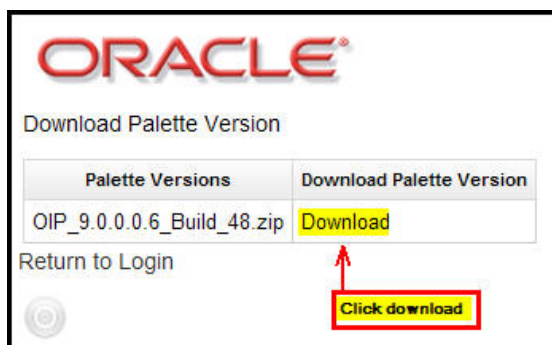 ORACLE®
Download Palette Version
Palette Versions Download Palette Version
OIP_9.0.0.0.6_Build_48.zip Download
Return to Login
Click download